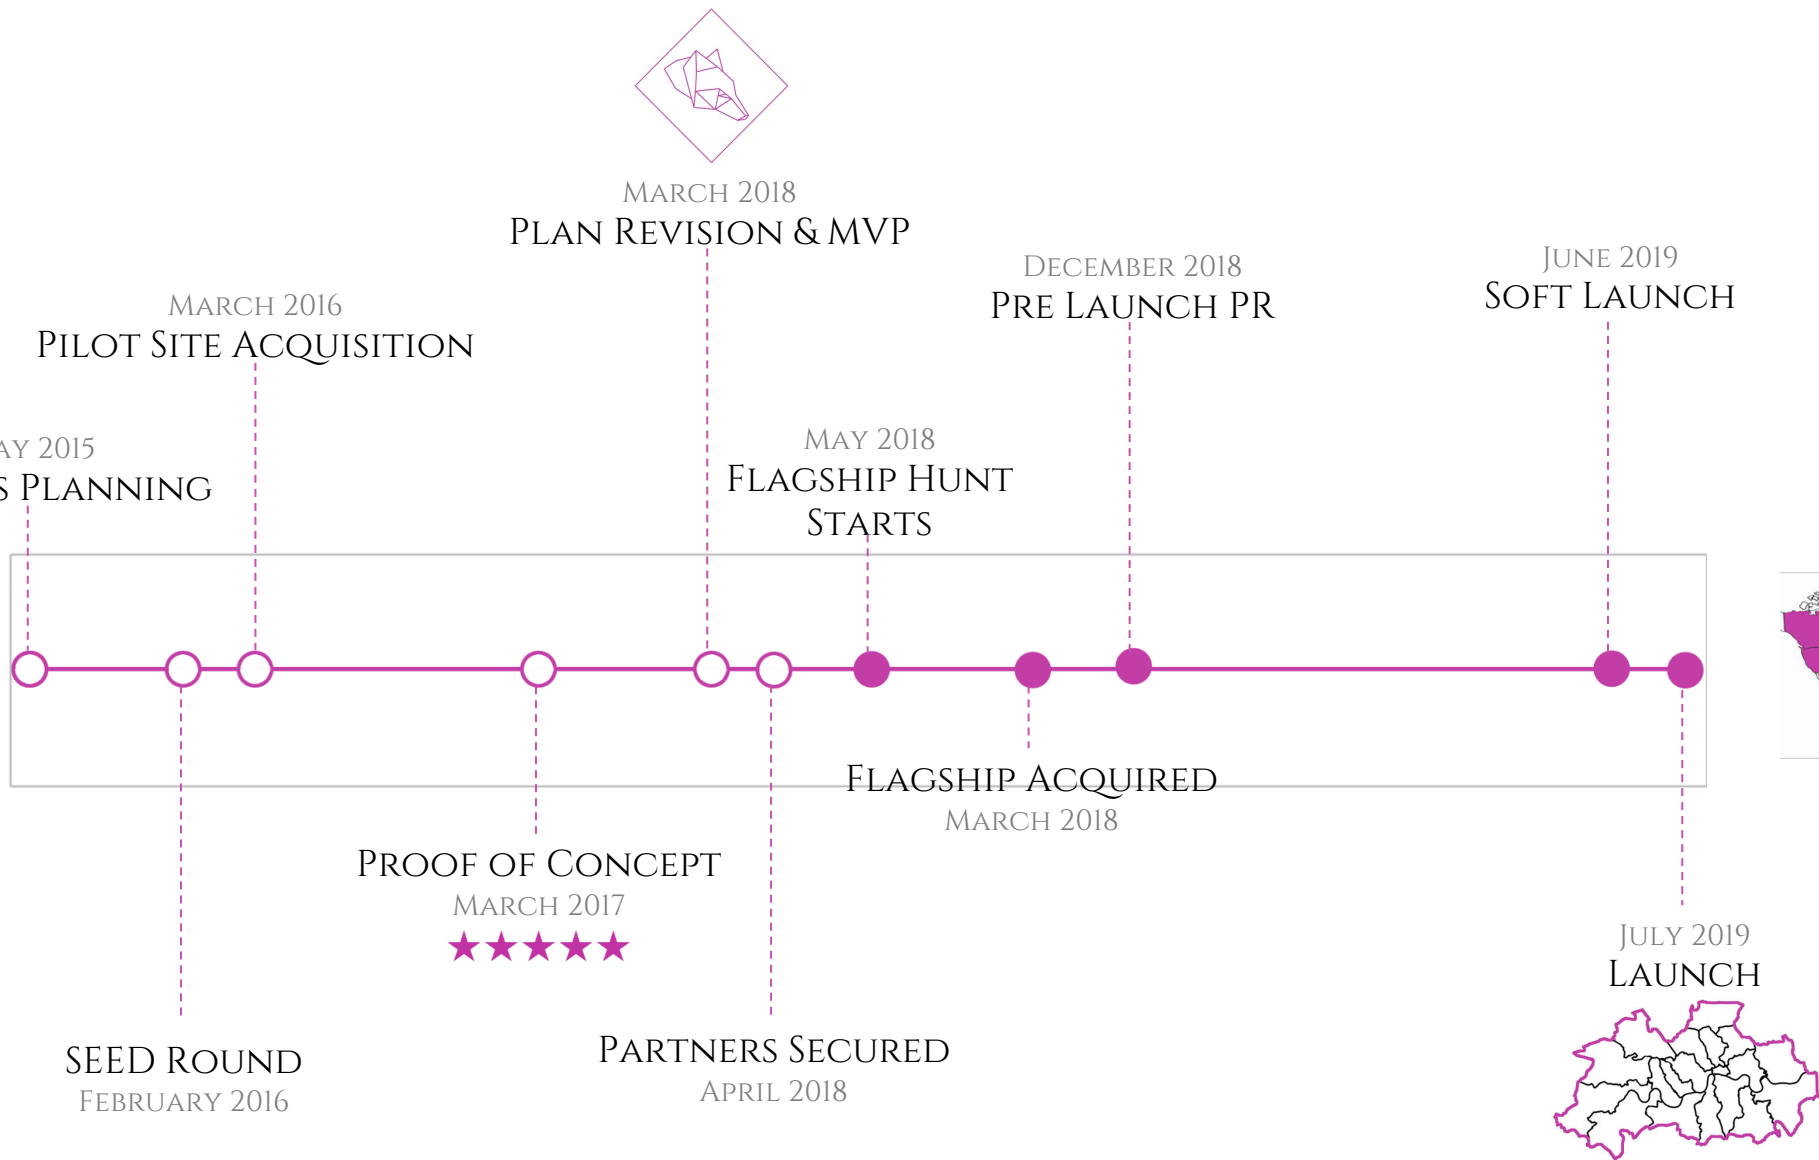 March 2018
Plan Revision & MVP
December 2018
Pre Launch PR
June 2019
Soft Launch
March 2016
Pilot Site Acquisition
2015
Planning
May 2018
Flagship Hunt
Starts
Flagship Acquired
March 2018
Proof of Concept
March 2017
July 2019
Launch
SEED Round
February 2016
Partners Secured
April 2018